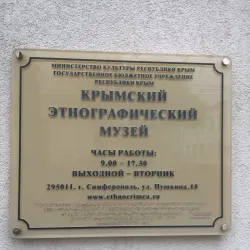 МИНИСТЕРСТВО КУЛЬТУРЫ РЕСПУБЛИКИ КРЫМ
ГОСУДАРСТВЕННОЕ БЮДЖЕТНОЕ УЧРЕЖДЕНИЕ
РЕСПУБЛИКИ КРЫМ
КРЫМСКИЙ
ЭТНОГРАФИЧЕСКИЙ
МУЗЕЙ
ЧАСЫ РАБОТЫ:
9.00 – 17.30
ВЫХОДНОЙ – ВТОРНИК
295011, г. Симферополь, ул. Пушкина, 18
www.ethnocrimea.ru